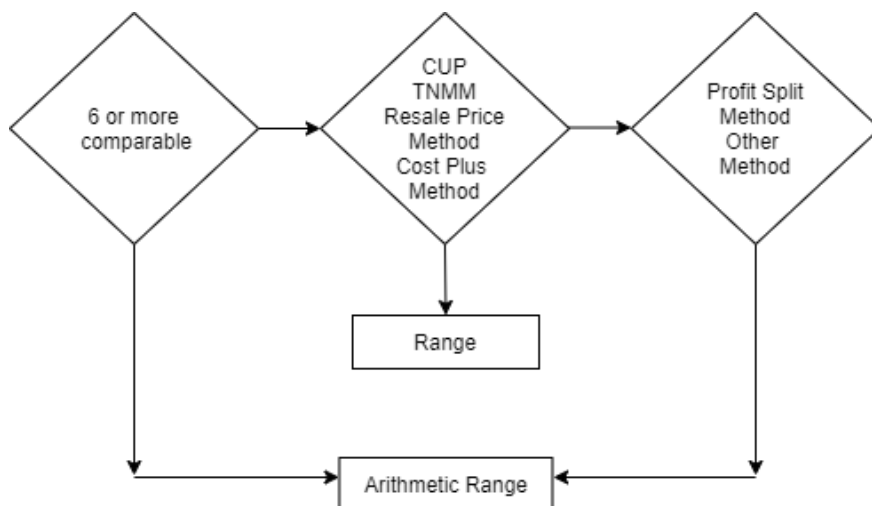 6 or more
comparable
CUP
TNMM
Resale Price
Method
Cost Plus
Method
Profit Split
Method
Other
Method
Range
Arithmetic Range